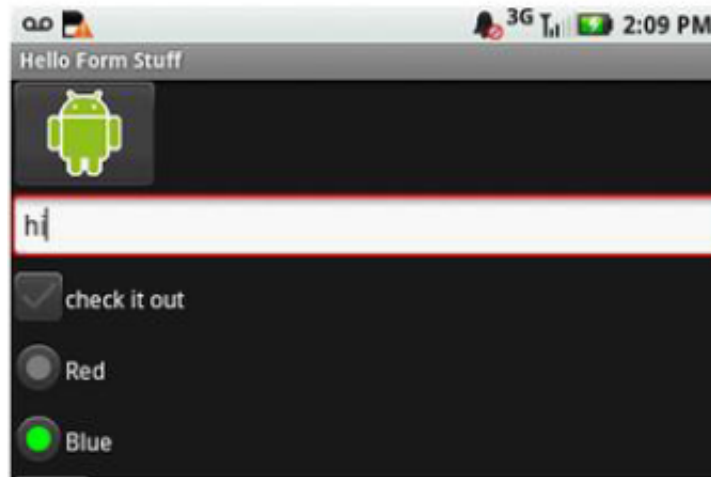 3G 2:09 PM
Hello Form Stuff
hi
check it out
Red
Blue